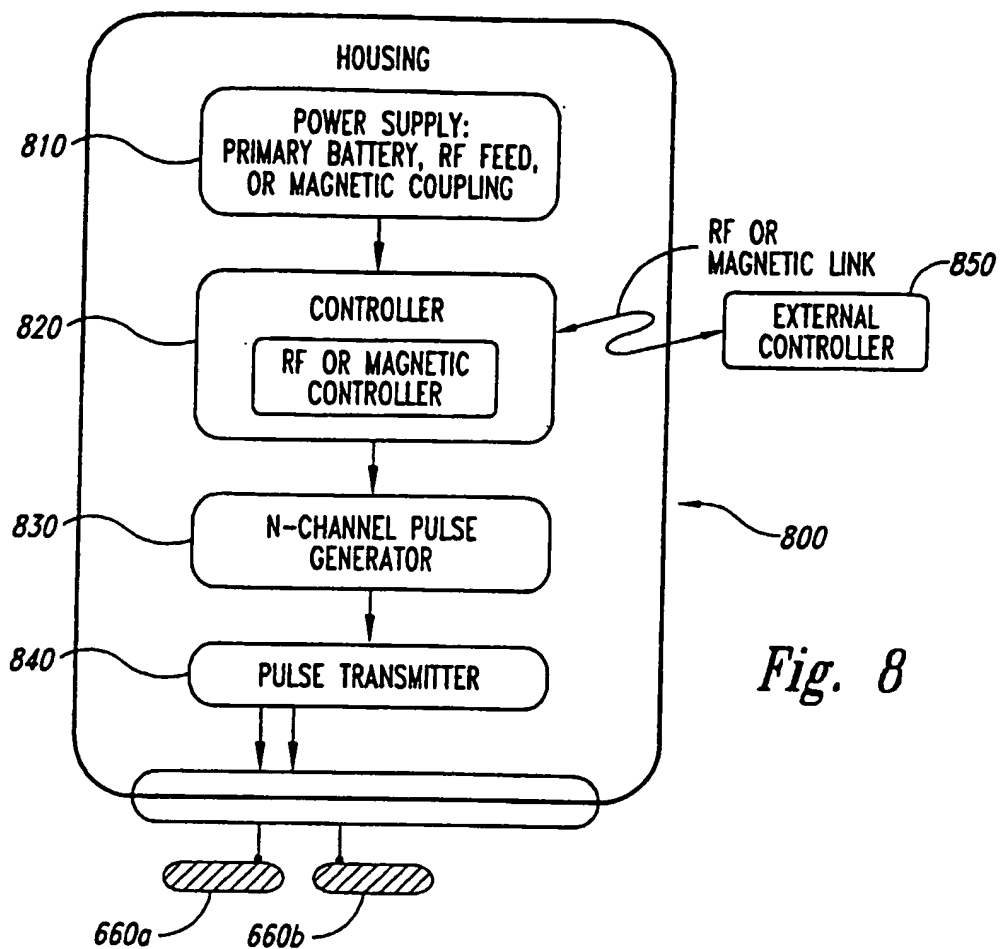 HOUSING
810
POWER SUPPLY:
PRIMARY BATTERY, RF FEED,
OR MAGNETIC COUPLING
RF OR
MAGNETIC LINK
850
820
CONTROLLER
RF OR MAGNETIC
CONTROLLER
EXTERNAL
CONTROLLER
830
N-CHANNEL PULSE
GENERATOR
800
840
PULSE TRANSMITTER
Fig. 8
660a
660b